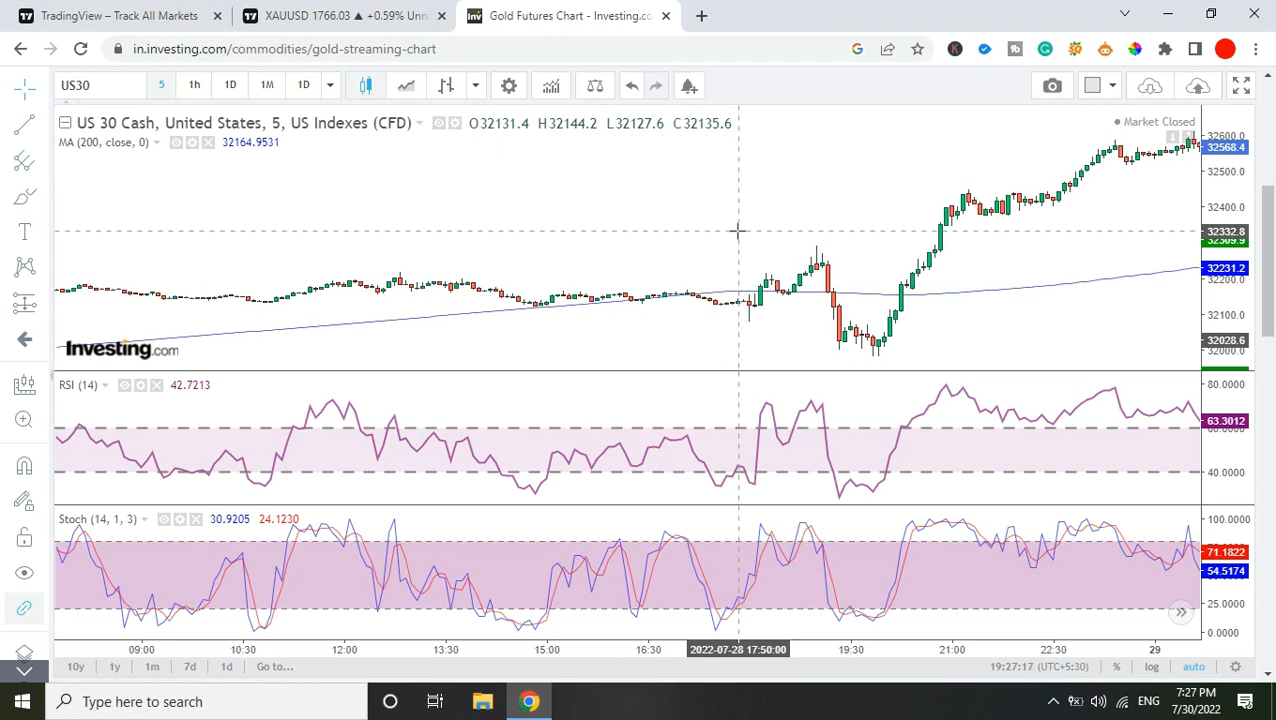 TradingView – Track All Markets
XAUUSD 1766.03 ▲ +0.59% Unn
Gold Futures Chart - Investing.co
in.investing.com/commodities/gold-streaming-chart
US30 5 1h 1D 1M 1D
US 30 Cash, United States, 5, US Indexes (CFD) O32131.4 H32144.2 L32127.6 C32135.6
Market Closed
MA (200, close, 0) 32164.9531
32600.0
32568.4
32500.0
32400.0
32332.8
32309.9
32231.2
32200.0
32100.0
32028.6
32000.0
Investing.com
RSI (14) 42.7213
80.0000
63.3012
60.0000
40.0000
Stoch (14, 1, 3) 30.9205 24.1230
100.0000
71.1822
54.5174
25.0000
0.0000
09:00 10:30 12:00 13:30 15:00 16:30 2022-07-28 17:50:00 19:30 21:00 22:30 29
10y 1y 1m 7d 1d Go to... 19:27:17 (UTC+5:30) % log auto
Type here to search
ENG
7:27 PM
7/30/2022